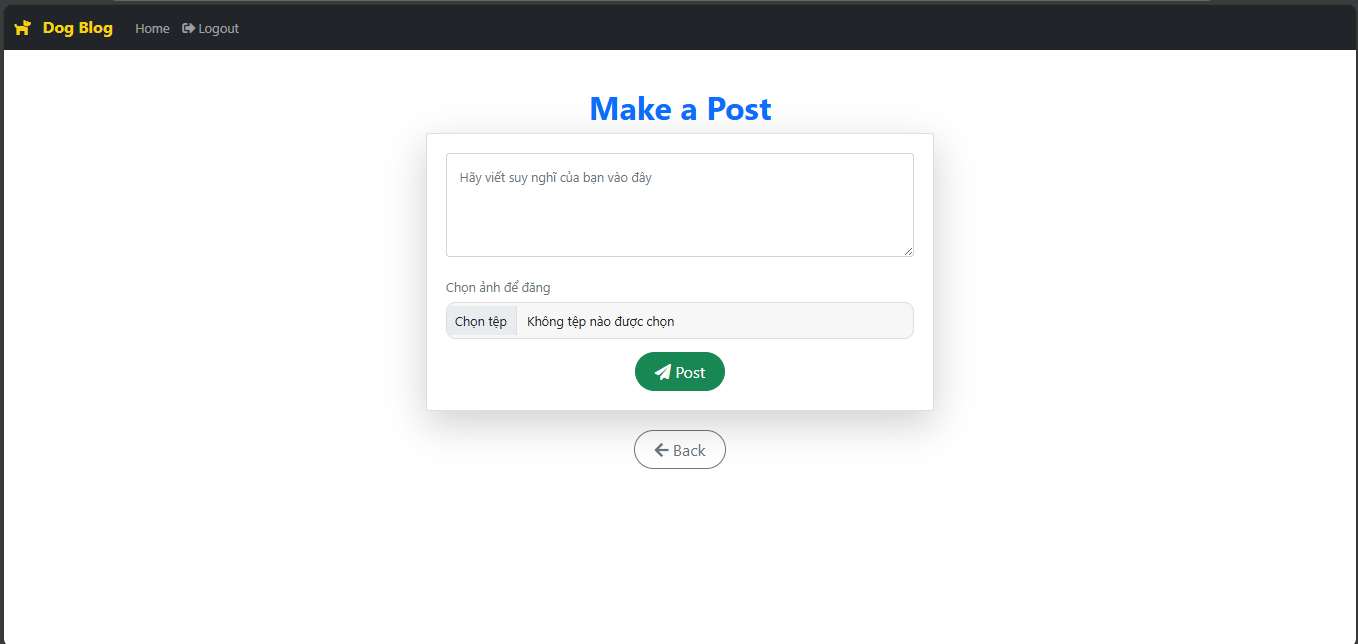 Dog Blog Home Logout
Make a Post
Hãy viết suy nghĩ của bạn vào đây
Chọn ảnh để đăng
Chọn tệp Không tệp nào được chọn
Post
Back